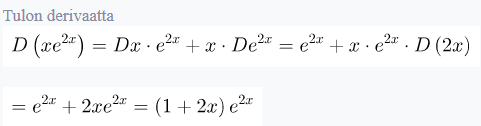 Tulon derivaatta
D (xe^{2x}) = Dx · e^{2x} + x · De^{2x} = e^{2x} + x · e^{2x} · D (2x)
= e^{2x} + 2xe^{2x} = (1 + 2x) e^{2x}